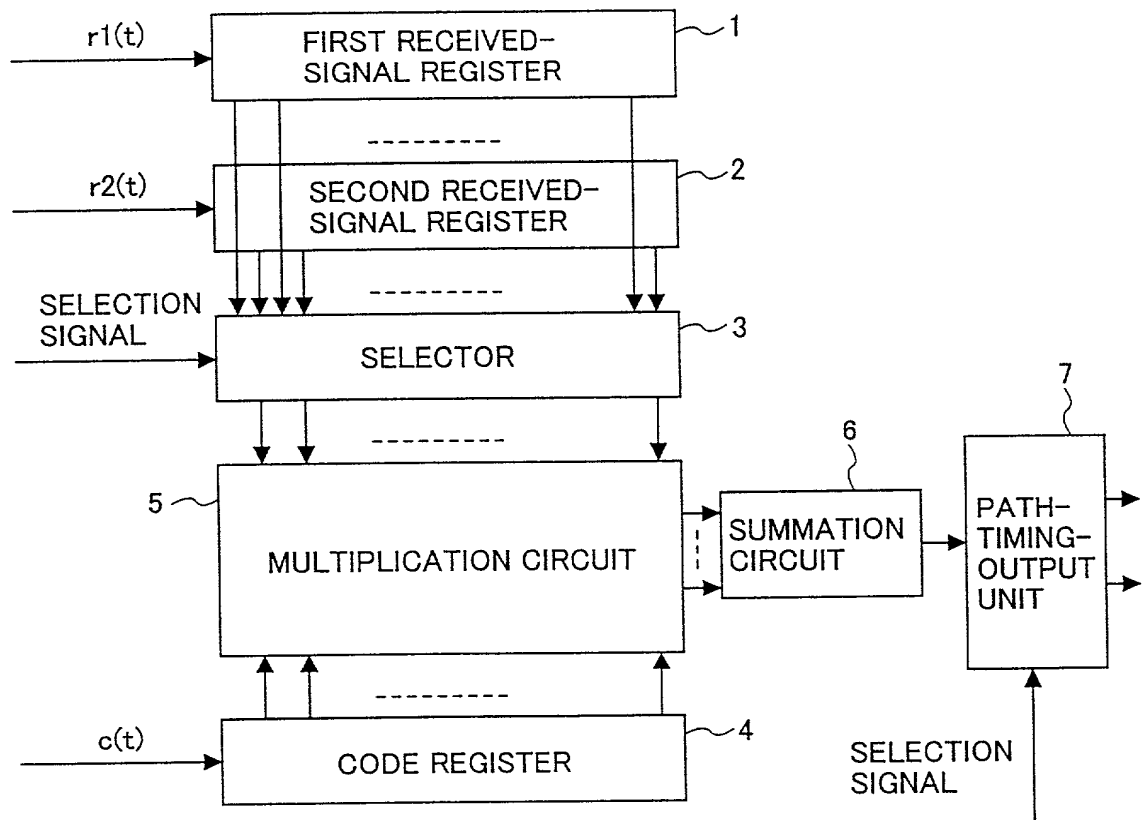 r1(t)
FIRST RECEIVED-
SIGNAL REGISTER
1
r2(t)
SECOND RECEIVED-
SIGNAL REGISTER
2
SELECTION
SIGNAL
SELECTOR
3
5
MULTIPLICATION CIRCUIT
6
SUMMATION
CIRCUIT
7
PATH-
TIMING-
OUTPUT
UNIT
c(t)
CODE REGISTER
4
SELECTION
SIGNAL